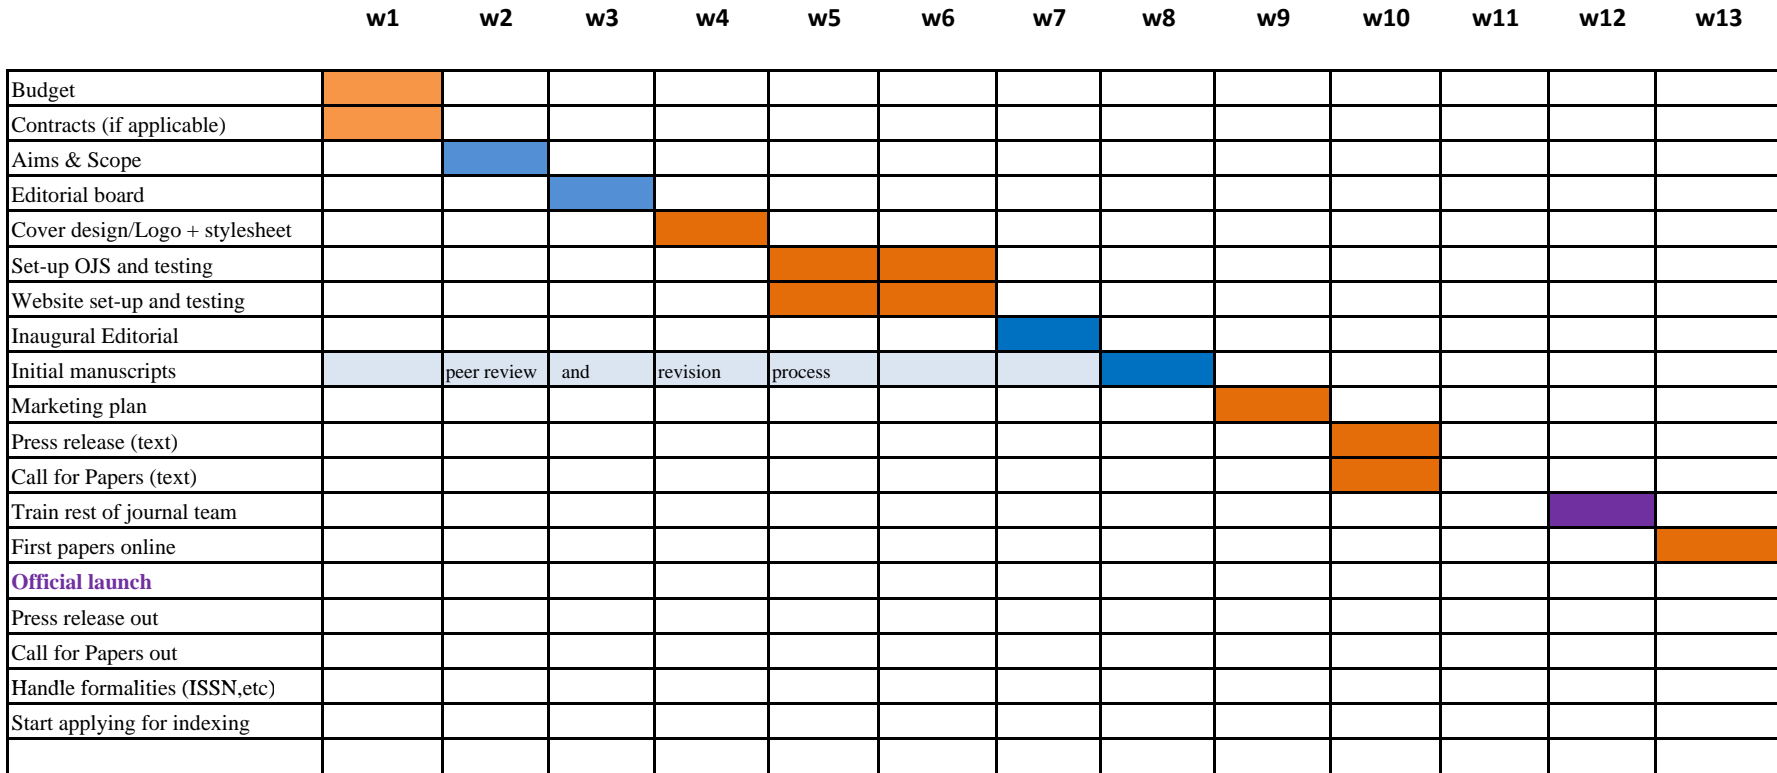 w1 w2 w3 w4 w5 w6 w7 w8 w9 w10 w11 w12 w13
Budget
Contracts (if applicable)
Aims & Scope
Editorial board
Cover design/Logo + stylesheet
Set-up OJS and testing
Website set-up and testing
Inaugural Editorial
Initial manuscripts peer review and revision process
Marketing plan
Press release (text)
Call for Papers (text)
Train rest of journal team
First papers online
Official launch
Press release out
Call for Papers out
Handle formalities (ISSN,etc)
Start applying for indexing